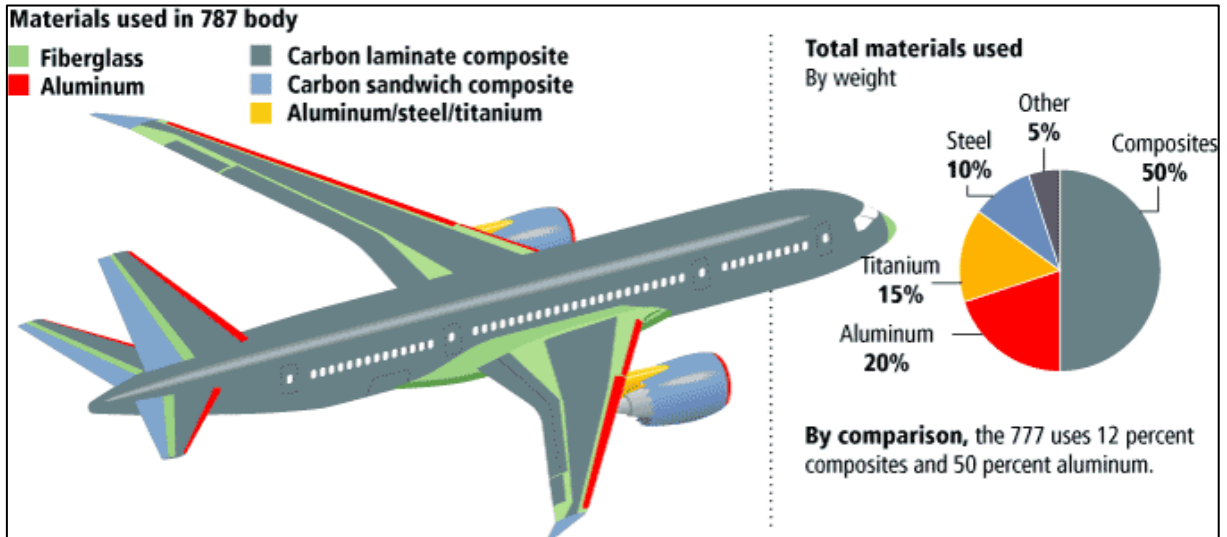 Materials used in 787 body
Fiberglass
Aluminum
Carbon laminate composite
Carbon sandwich composite
Aluminum/steel/titanium
Total materials used
By weight
Other
5%
Steel
10%
Composites
50%
Titanium
15%
Aluminum
20%
By comparison, the 777 uses 12 percent
composites and 50 percent aluminum.